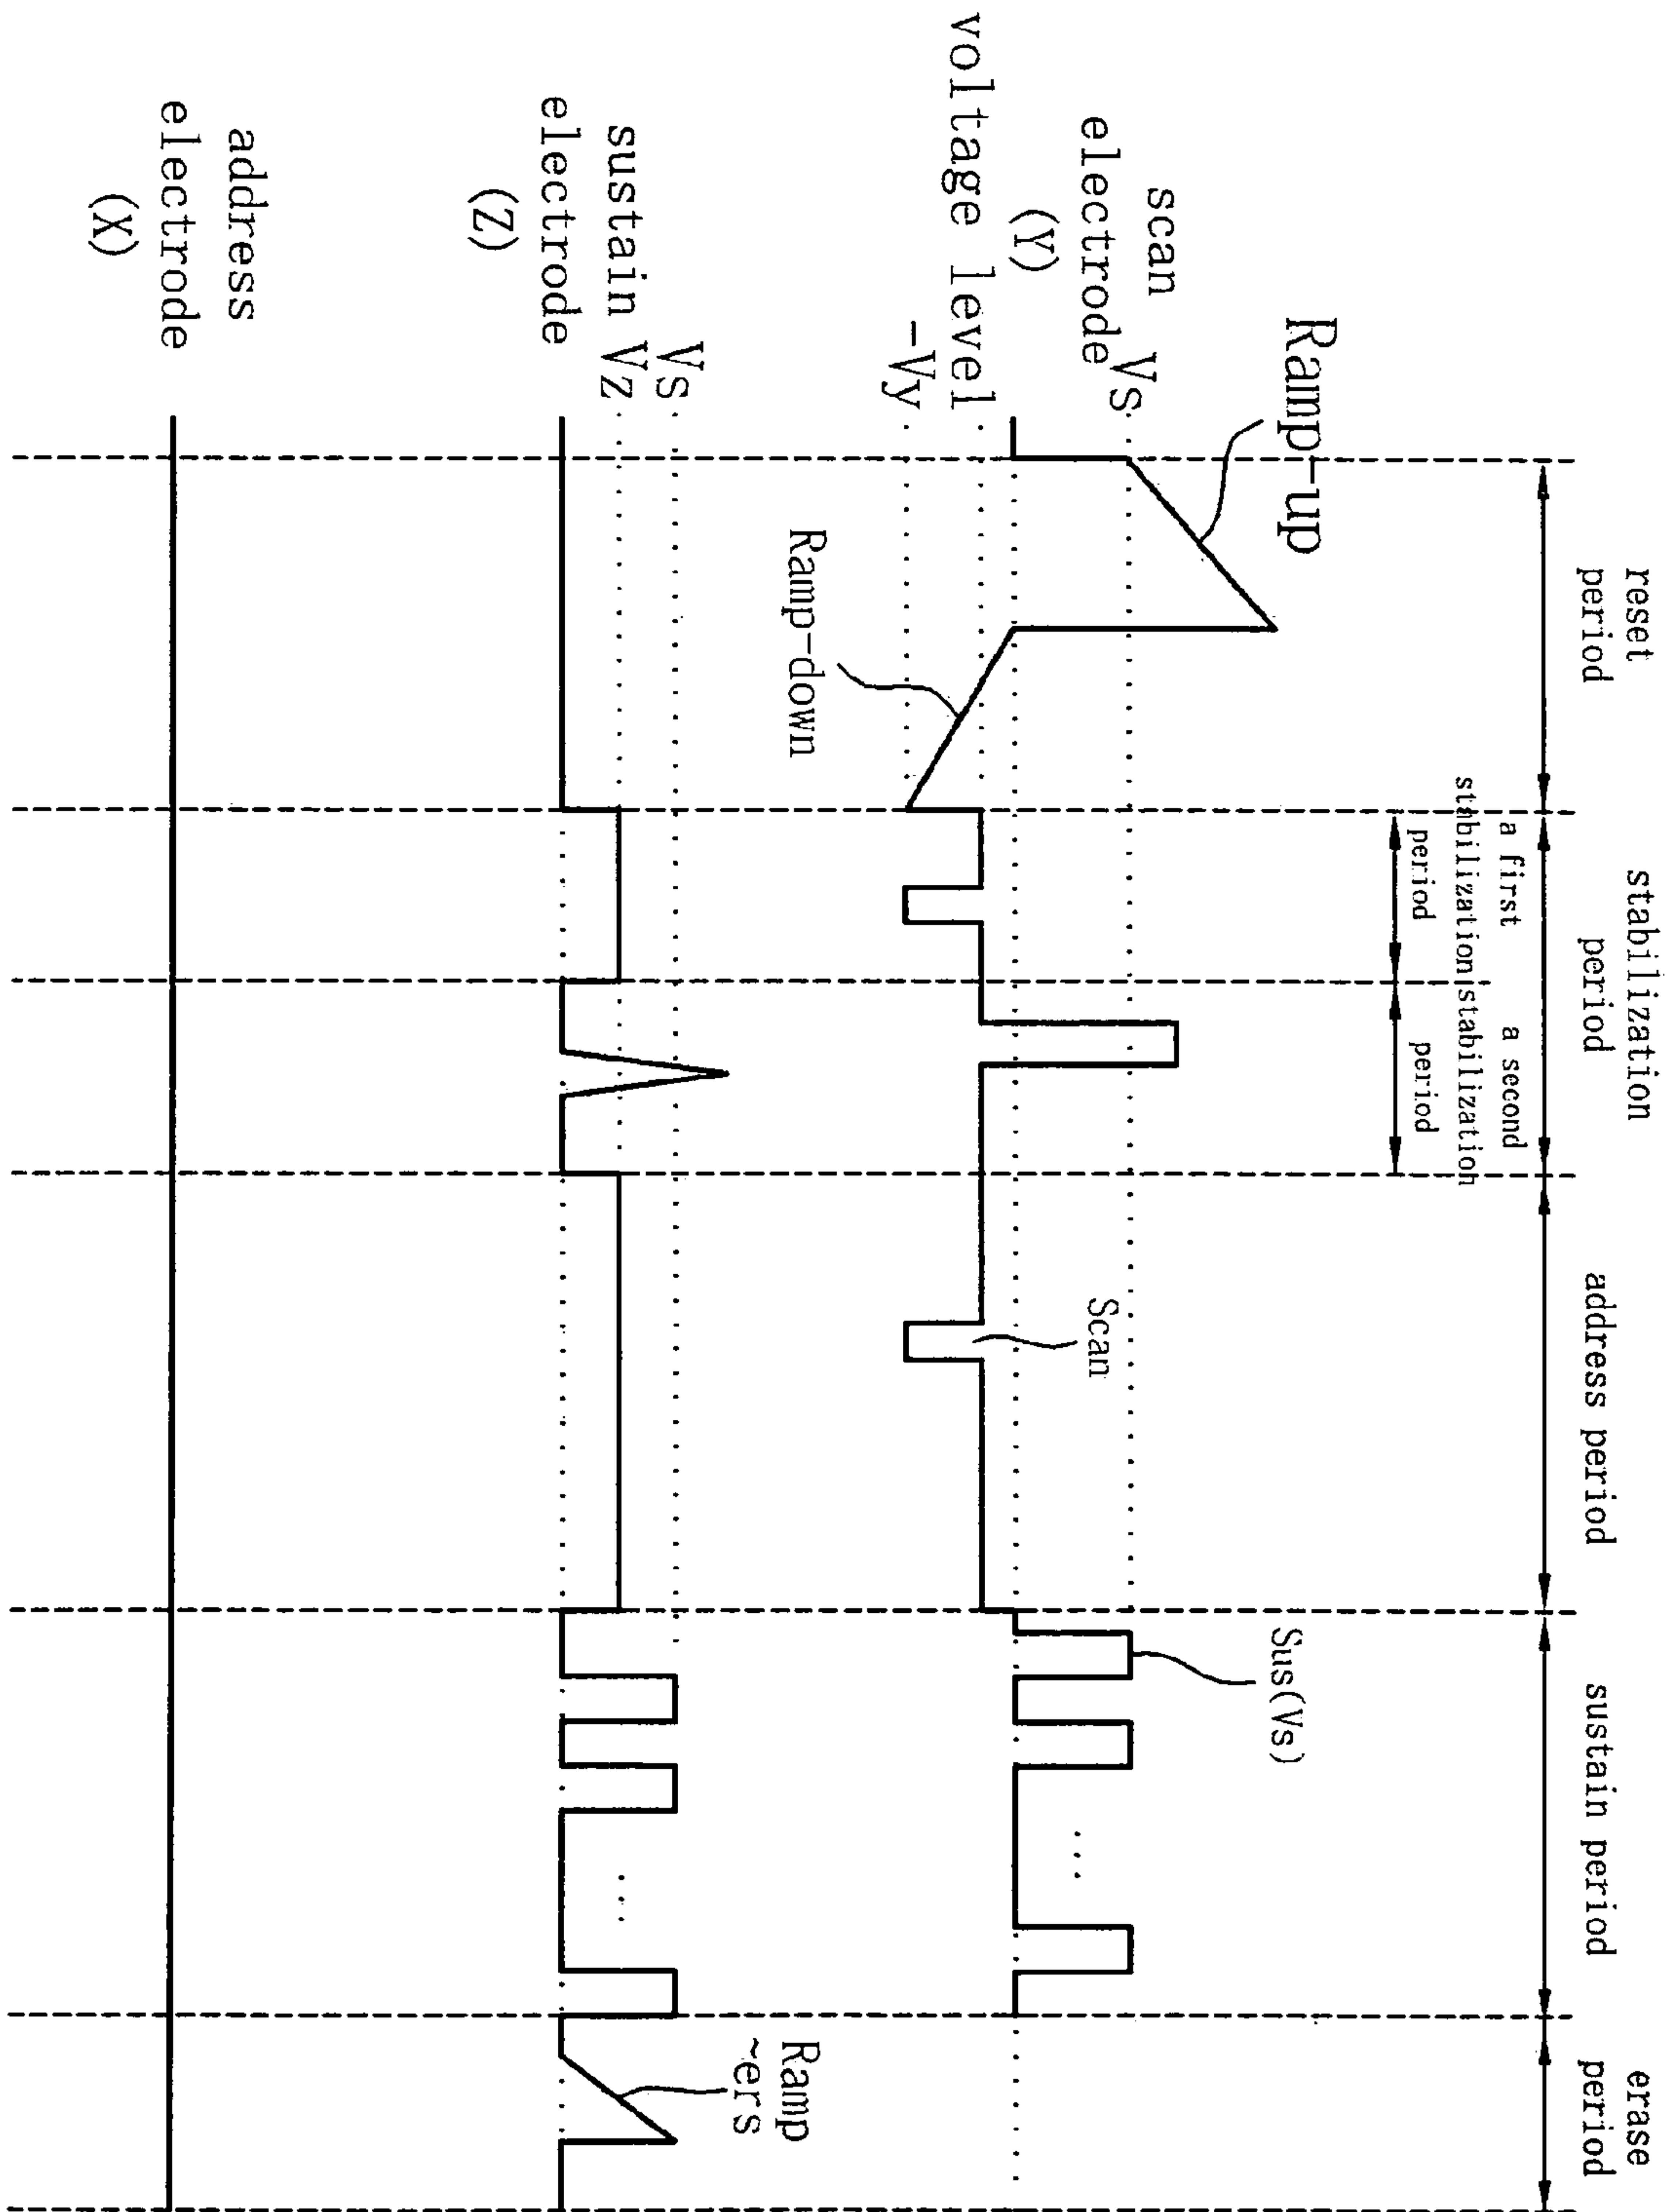 reset
period
stabilization
period
address period
sustain period
erase
period
a first
stabilization
period
a second
stabilization
period
Ramp-up
scan
electrode
(Y)
Vs
voltage level
-Vy
Ramp-down
Scan
Sus(Vs)
...
sustain
electrode
(Z)
Vs
Vz
...
Ramp
~ers
address
electrode
(X)